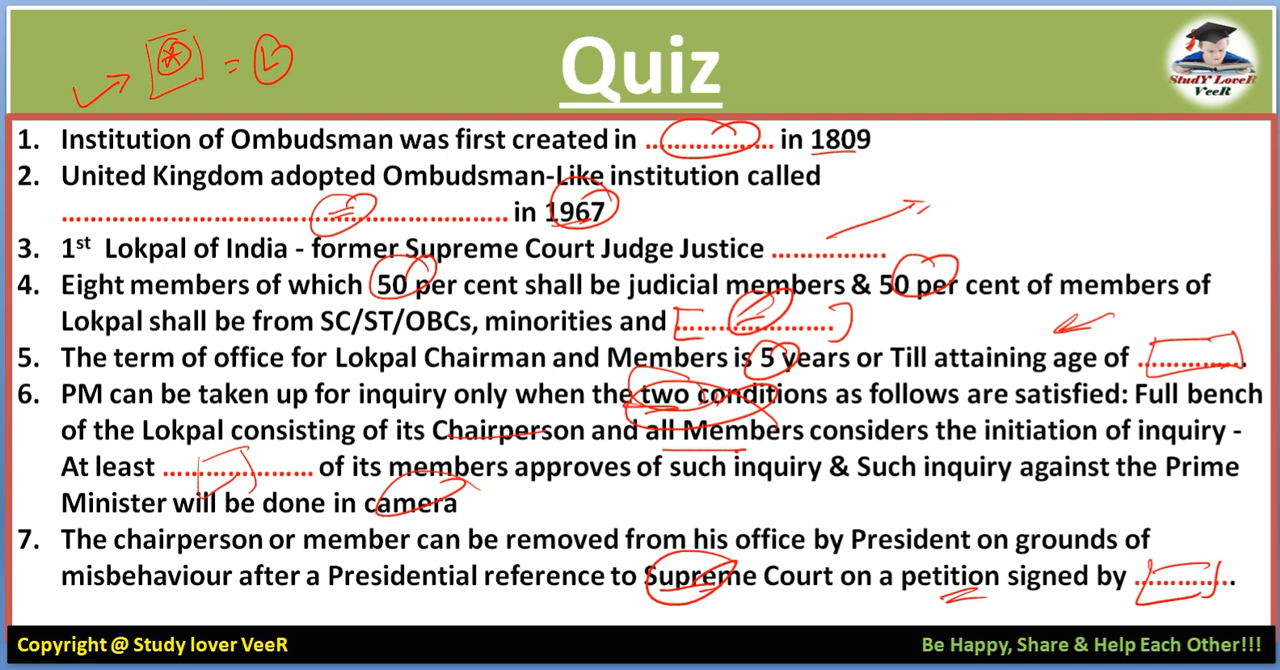 Quiz
StudY LoveR
VeeR
1. Institution of Ombudsman was first created in .................. in 1809
2. United Kingdom adopted Ombudsman-Like institution called
............................................................... in 1967
3. 1st Lokpal of India - former Supreme Court Judge Justice ................
4. Eight members of which 50 per cent shall be judicial members & 50 per cent of members of
Lokpal shall be from SC/ST/OBCs, minorities and ......................
5. The term of office for Lokpal Chairman and Members is 5 years or Till attaining age of ...............
6. PM can be taken up for inquiry only when the two conditions as follows are satisfied: Full bench
of the Lokpal consisting of its Chairperson and all Members considers the initiation of inquiry -
At least ..................... of its members approves of such inquiry & Such inquiry against the Prime
Minister will be done in camera
7. The chairperson or member can be removed from his office by President on grounds of
misbehaviour after a Presidential reference to Supreme Court on a petition signed by ..............
Copyright @ Study lover VeeR
Be Happy, Share & Help Each Other!!!